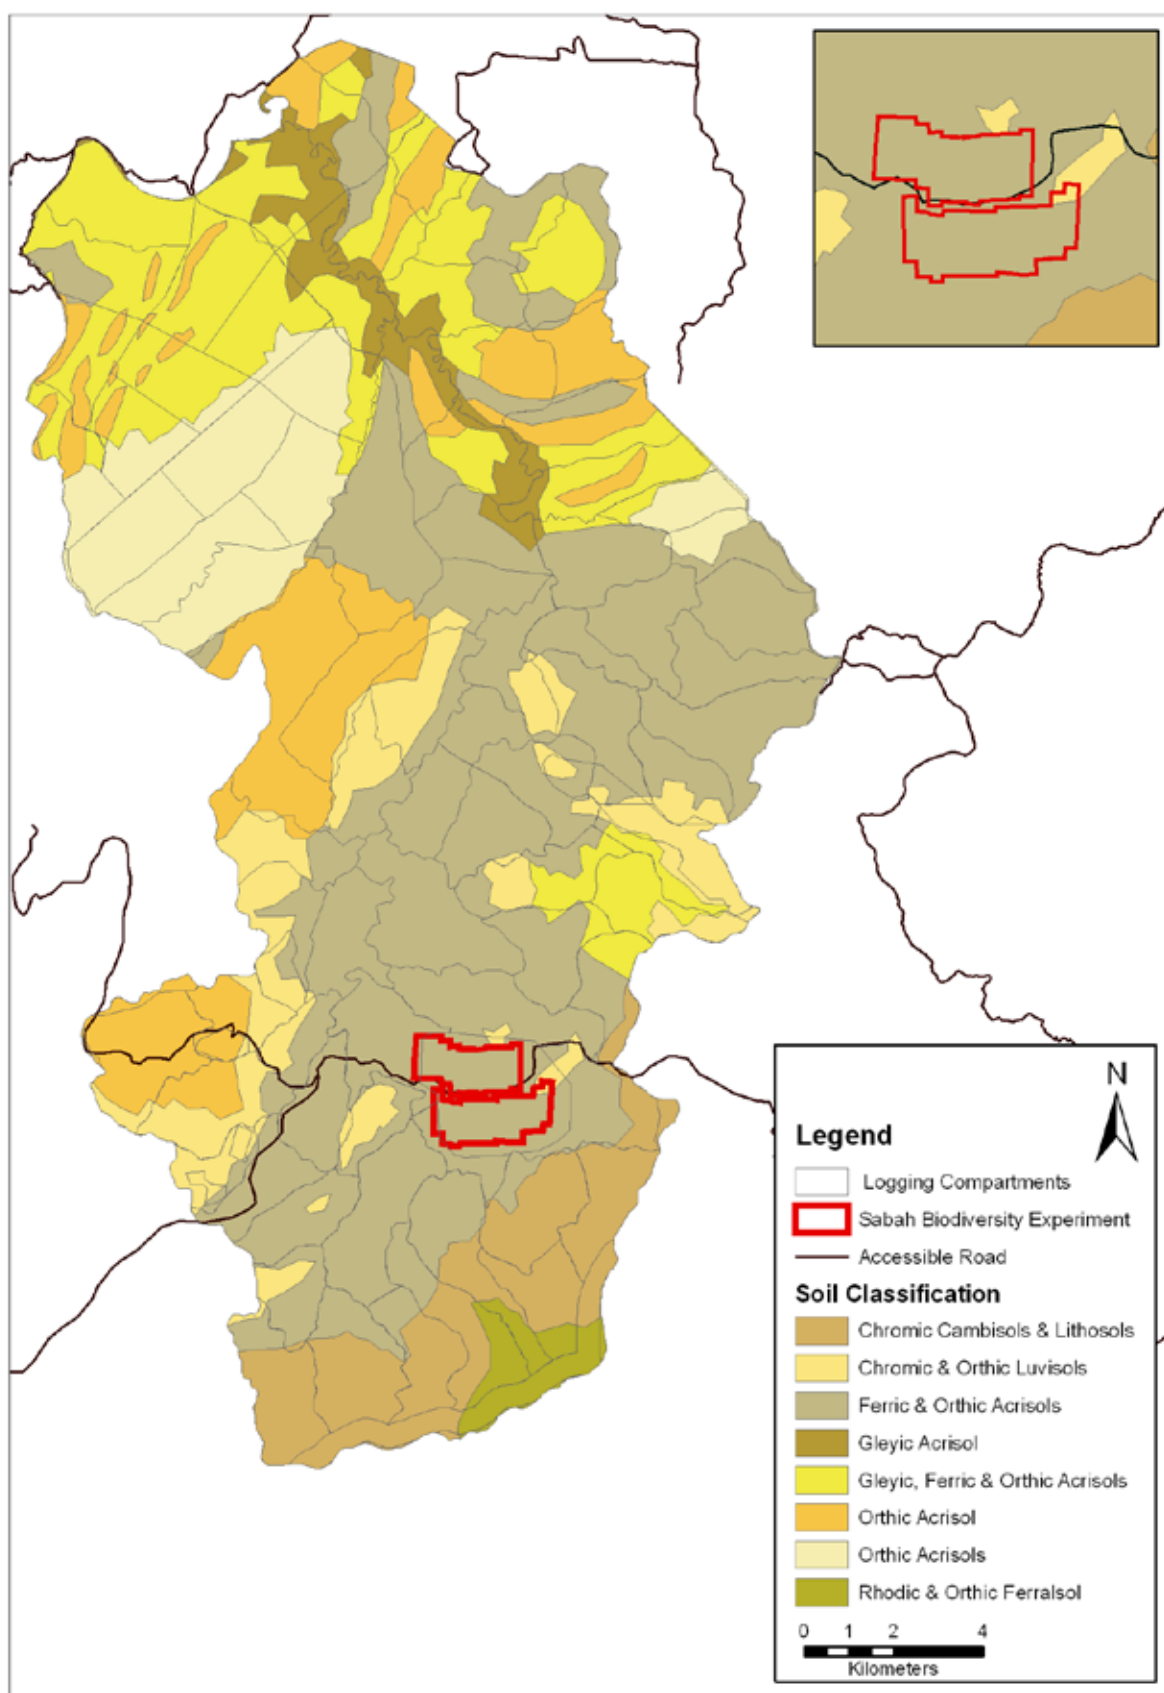 N
Legend
Logging Compartments
Sabah Biodiversity Experiment
Accessible Road
Soil Classification
Chromic Cambisols & Lithosols
Chromic & Orthic Luvisols
Ferric & Orthic Acrisols
Gleyic Acrisol
Gleyic, Ferric & Orthic Acrisols
Orthic Acrisol
Orthic Acrisols
Rhodic & Orthic Ferralsol
0 1 2 4
Kilometers